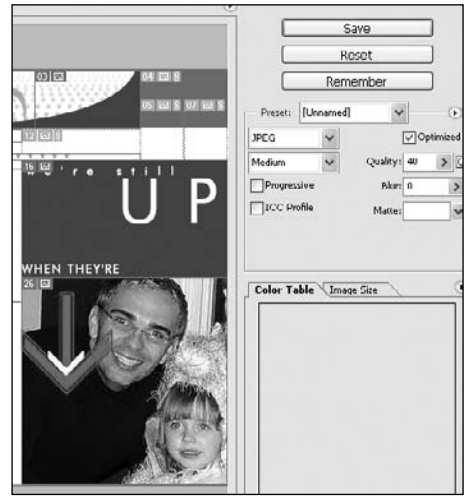 Save
Reset
Remember
Preset: [Unnamed]
JPEG
Optimized
Medium
Quality: 40
Progressive
Blur: 0
ICC Profile
Matte:
Color Table
Image Size
03
04
05
07
12
16
we're still
UP
WHEN THEY'RE
26